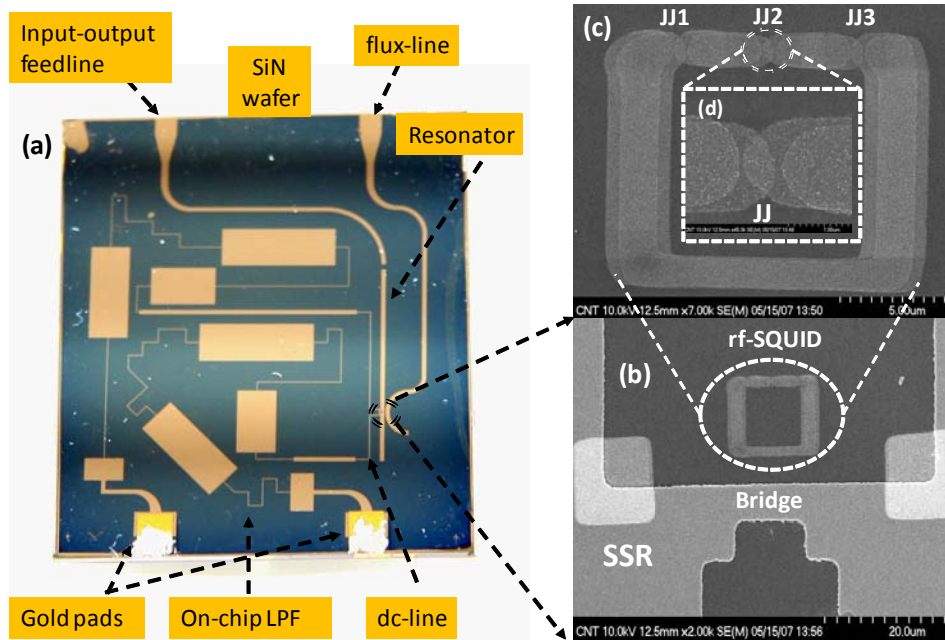 Input-output
feedline
SiN
wafer
flux-line
Resonator
(a)
Gold pads
On-chip LPF
dc-line
(c)
JJ1
JJ2
JJ3
(d)
JJ
CNT 10.0kV 12.5mm x7.00k SE(M) 05/15/07 13:50
5.00um
rf-SQUID
(b)
Bridge
SSR
CNT 10.0kV 12.5mm x2.00k SE(M) 05/15/07 13:56
20.0um